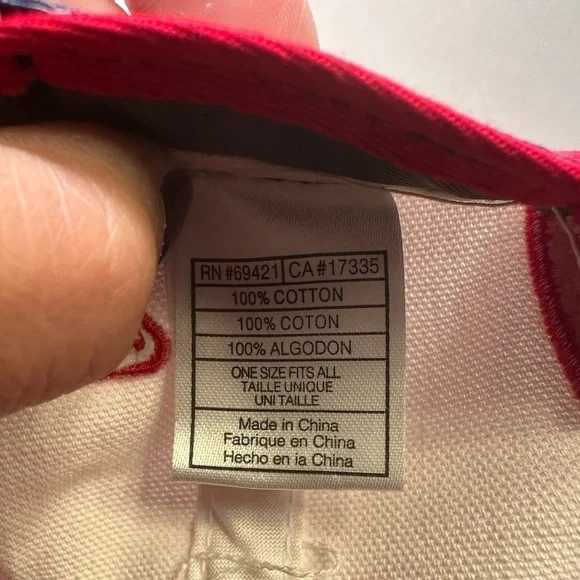 RN #69421 CA #17335
100% COTTON
100% COTON
100% ALGODON
ONE SIZE FITS ALL
TAILLE UNIQUE
UNI TAILLE
Made in China
Fabrique en China
Hecho en ia China